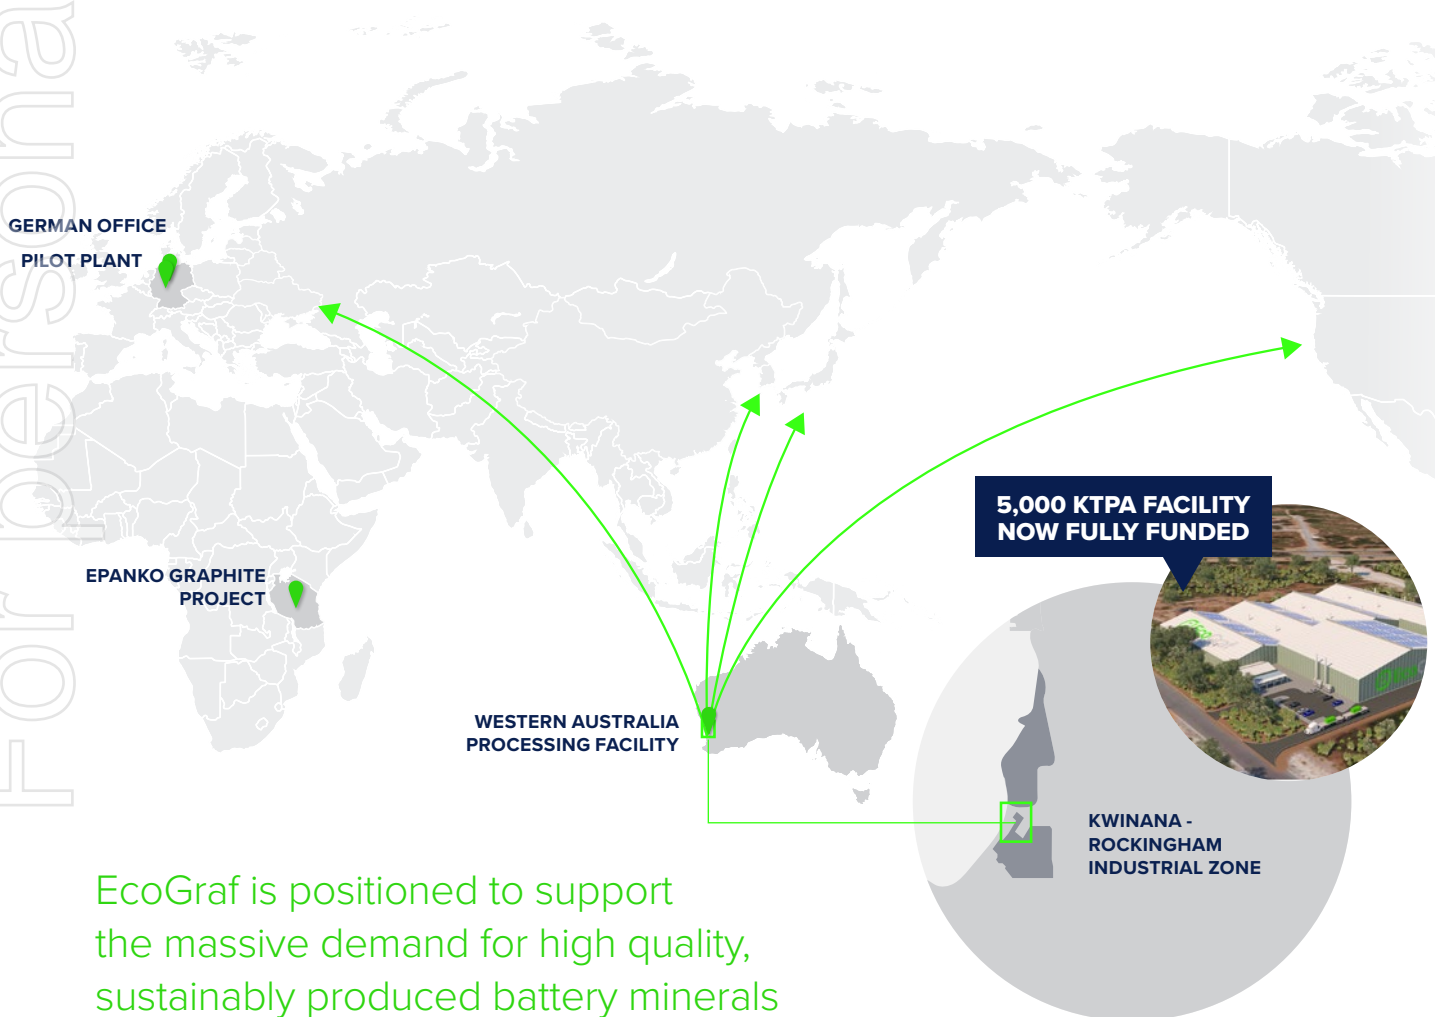 For persona
GERMAN OFFICE
PILOT PLANT
EPANKO GRAPHITE
PROJECT
WESTERN AUSTRALIA
PROCESSING FACILITY
5,000 KTPA FACILITY
NOW FULLY FUNDED
KWINANA -
ROCKINGHAM
INDUSTRIAL ZONE
EcoGraf is positioned to support
the massive demand for high quality,
sustainably produced battery minerals